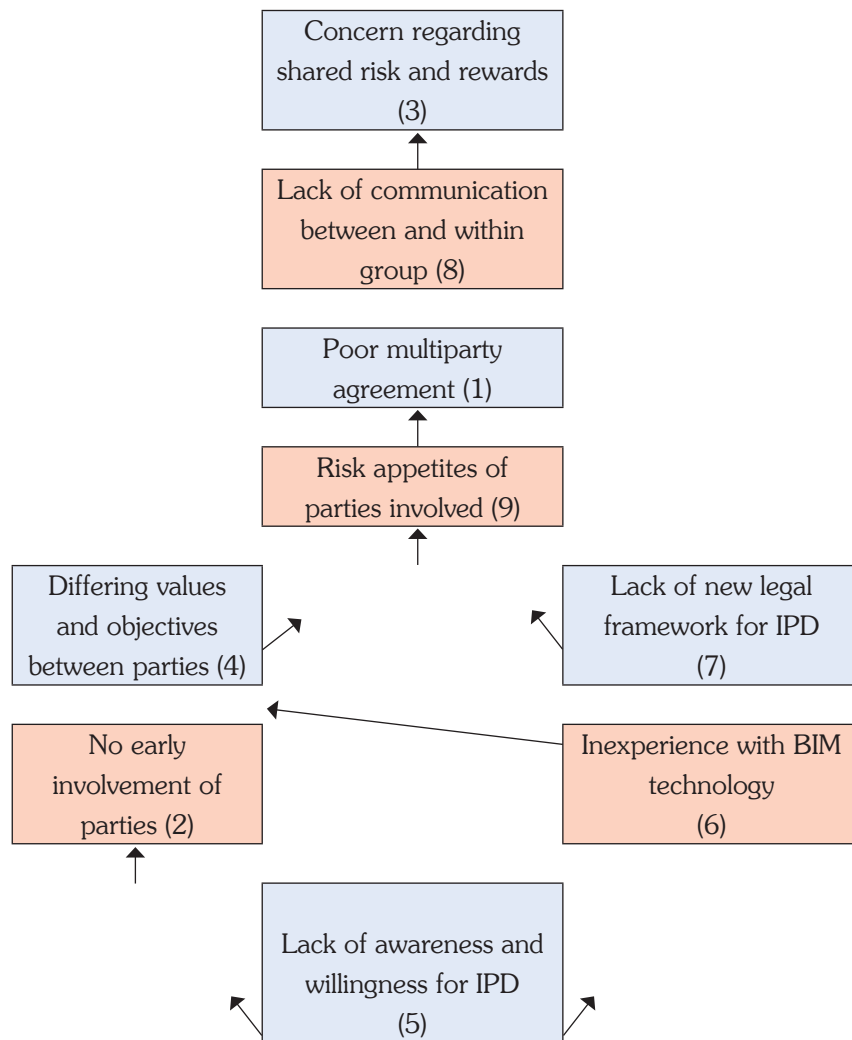 Concern regarding
shared risk and rewards
(3)
Lack of communication
between and within
group (8)
Poor multiparty
agreement (1)
Risk appetites of
parties involved (9)
Differing values
and objectives
between parties (4)
Lack of new legal
framework for IPD
(7)
No early
involvement of
parties (2)
Inexperience with BIM
technology
(6)
Lack of awareness and
willingness for IPD
(5)